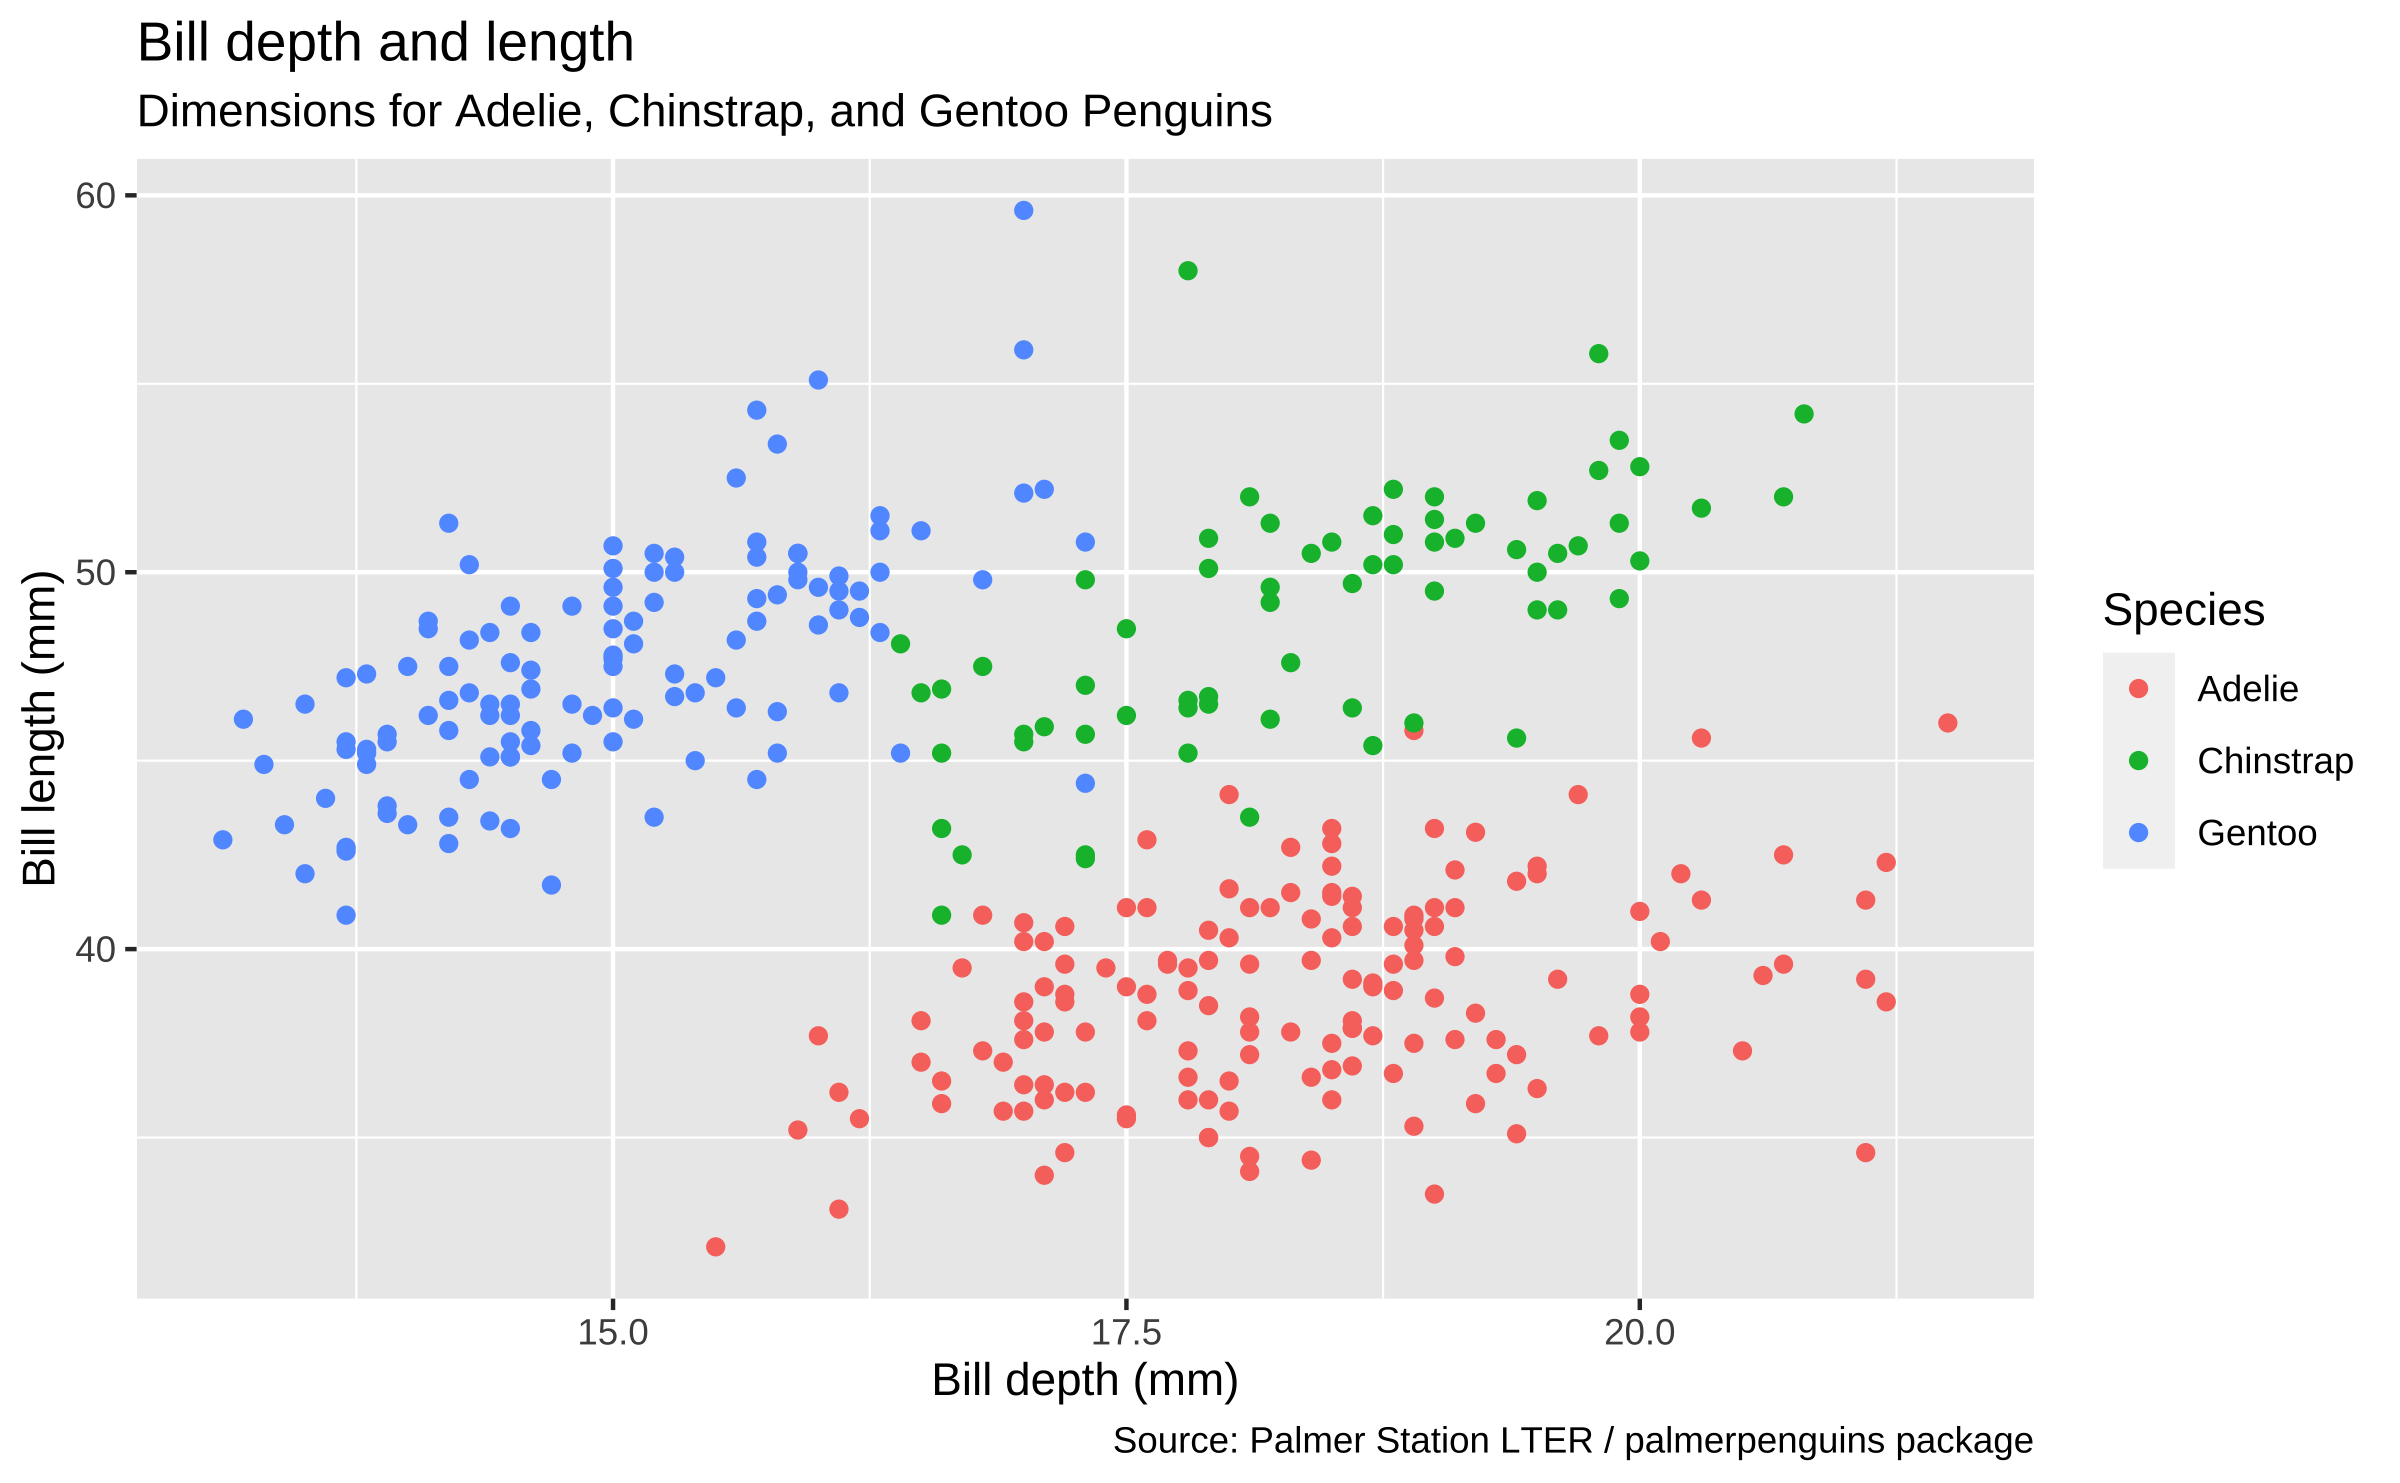 Bill depth and length
Dimensions for Adelie, Chinstrap, and Gentoo Penguins
60
50
40
Bill length (mm)
15.0
17.5
20.0
Bill depth (mm)
Species
Adelie
Chinstrap
Gentoo
Source: Palmer Station LTER / palmerpenguins package